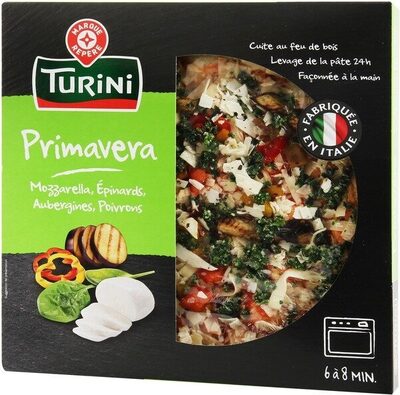 MARQUE
REPÈRE
TURINI
Primavera
Mozzarella, Épinards,
Aubergines, Poivrons
Cuite au feu de bois
Levage de la pâte 24h
Façonnée à la main
FABRIQUÉE
EN ITALIE
6 à 8 MIN.